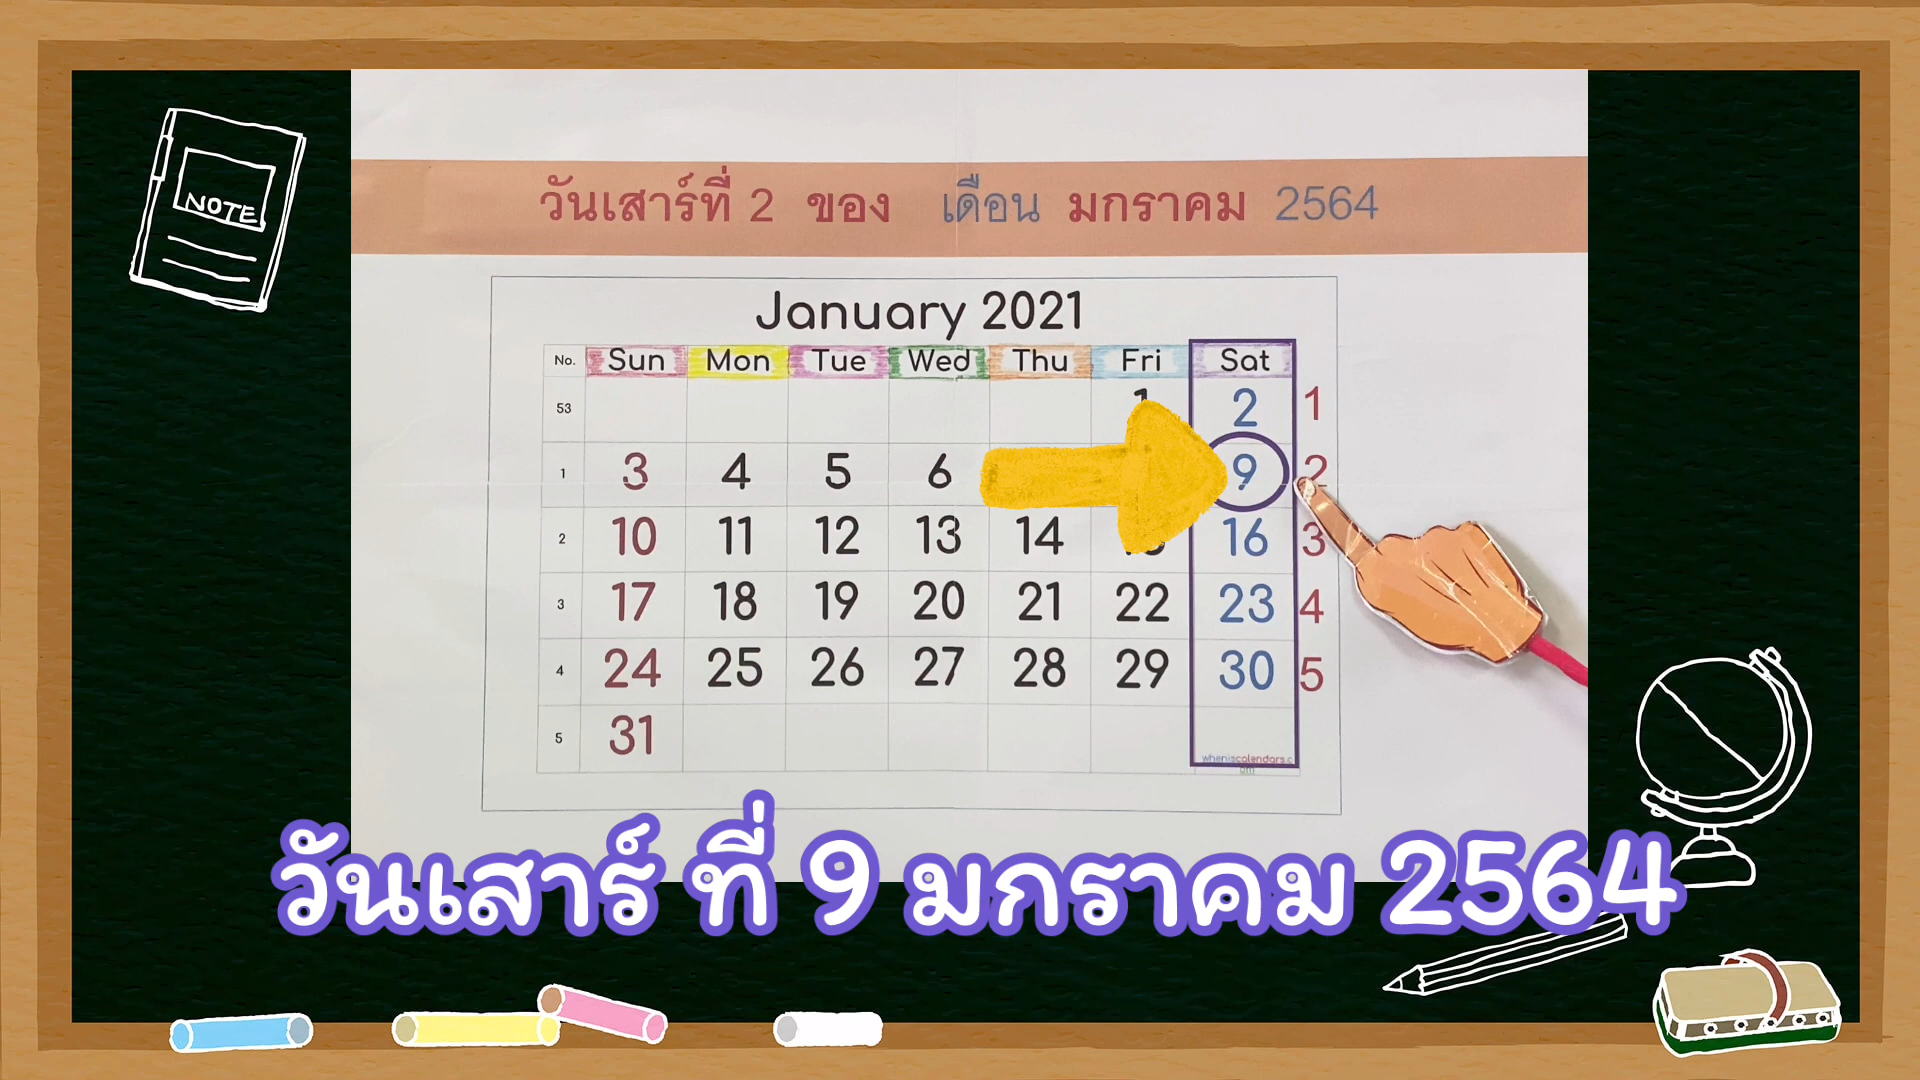 NOTE
วันเสาร์ที่ 2 ของ เดือน มกราคม 2564
January 2021
No. Sun Mon Tue Wed Thu Fri Sat
53 1 2 1
1 3 4 5 6 9 2
2 10 11 12 13 14 15 16 3
3 17 18 19 20 21 22 23 4
4 24 25 26 27 28 29 30 5
5 31
wheniscalendars.c
om
วันเสาร์ ที่ 9 มกราคม 2564